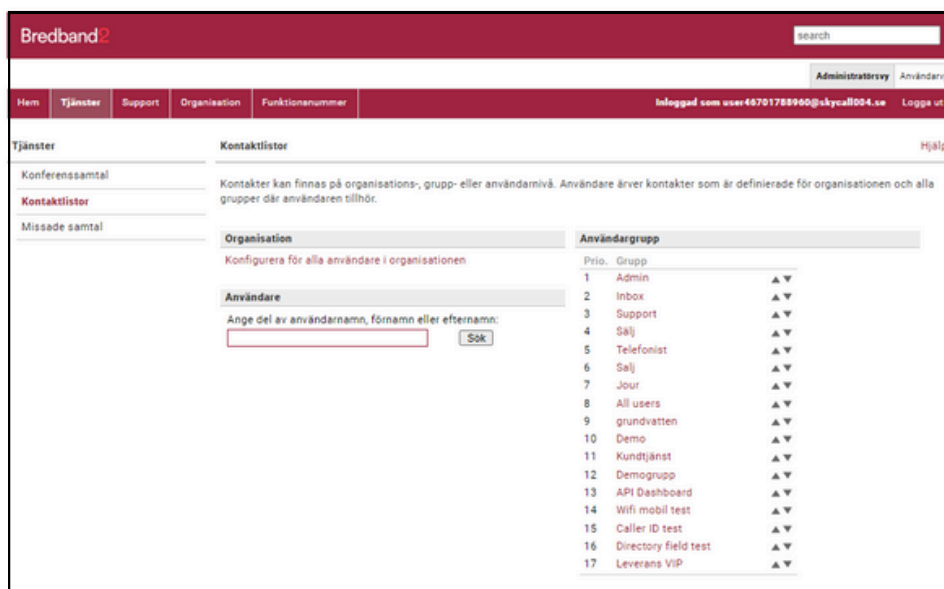 Bredband2
search
Administratörsvy Användarv
Hem Tjänster Support Organisation Funktionsnummer Inloggad som user46701788960@skycall004.se Logga ut
Tjänster
Konferenssamtal
Kontaktlistor
Missade samtal
Kontaktlistor Hjälp
Kontakter kan finnas på organisations-, grupp- eller användarnivå. Användare ärver kontakter som är definierade för organisationen och alla
grupper där användaren tillhör.
Organisation
Konfigurera för alla användare i organisationen
Användare
Ange del av användarnamn, förnamn eller efternamn:
Sök
Användargrupp
Prio. Grupp
1 Admin
2 Inbox
3 Support
4 Sälj
5 Telefonist
6 Salj
7 Jour
8 All users
9 grundvatten
10 Demo
11 Kundtjänst
12 Demogrupp
13 API Dashboard
14 Wifi mobil test
15 Caller ID test
16 Directory field test
17 Leverans VIP